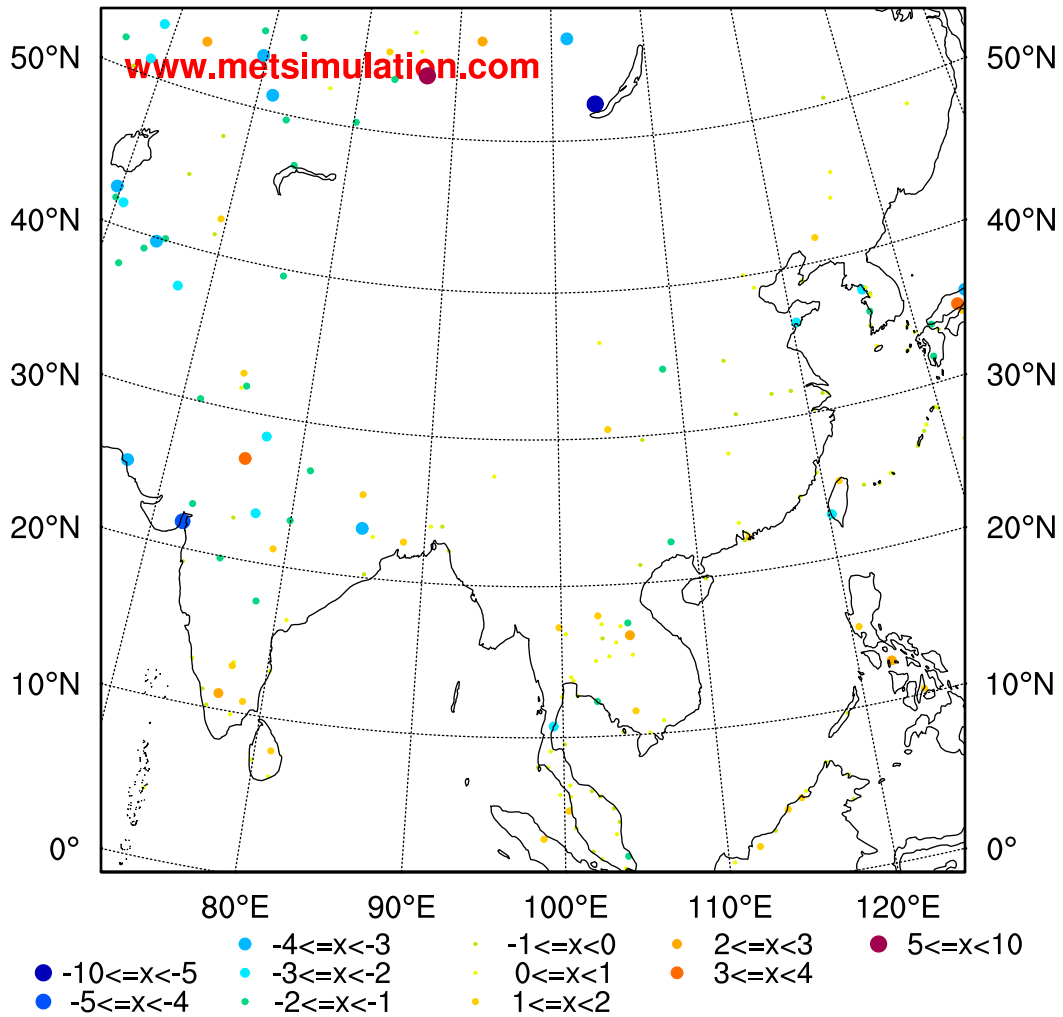 50°N 50°N
www.metsimulation.com
40°N 40°N
30°N 30°N
20°N 20°N
10°N 10°N
0° 0°
80°E 90°E 100°E 110°E 120°E
-4<=x<-3 -1<=x<0 2<=x<3 5<=x<10
-10<=x<-5 -3<=x<-2 0<=x<1 3<=x<4
-5<=x<-4 -2<=x<-1 1<=x<2